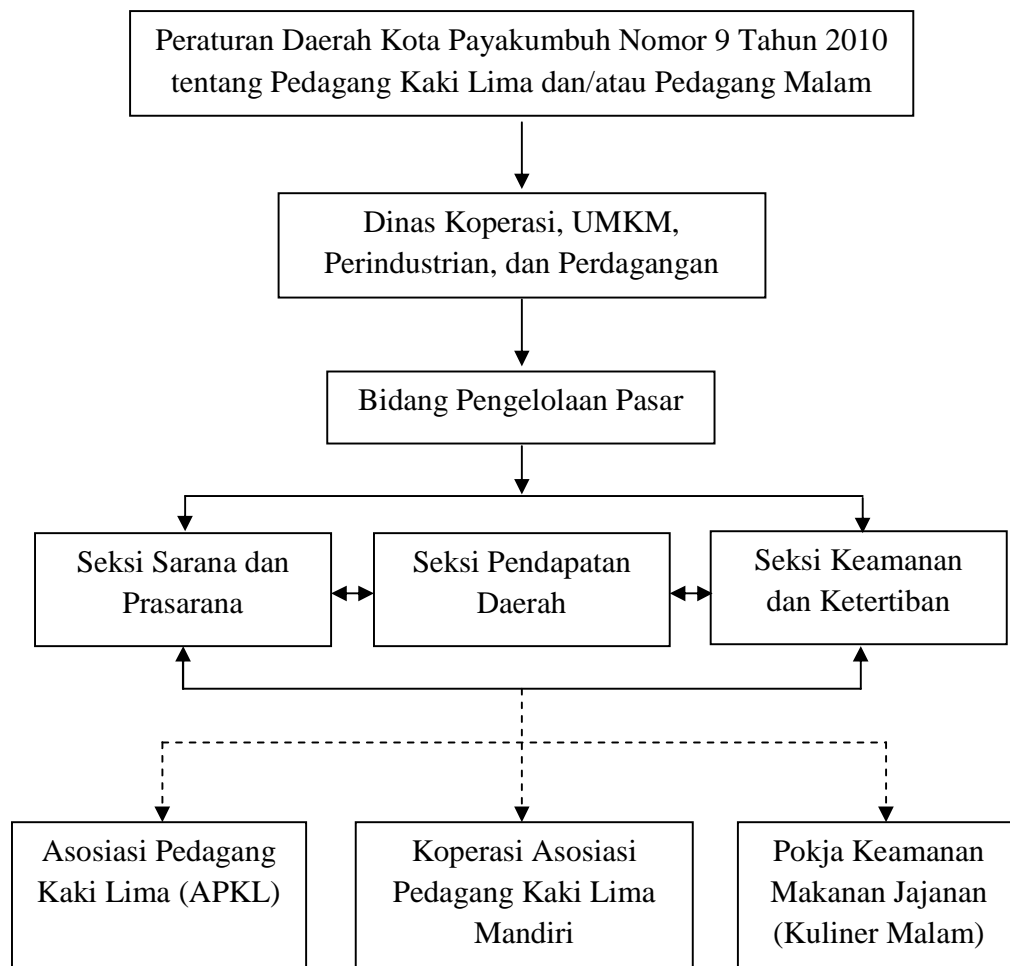 Peraturan Daerah Kota Payakumbuh Nomor 9 Tahun 2010
tentang Pedagang Kaki Lima dan/atau Pedagang Malam
Dinas Koperasi, UMKM,
Perindustrian, dan Perdagangan
Bidang Pengelolaan Pasar
Seksi Sarana dan
Prasarana
Seksi Pendapatan
Daerah
Seksi Keamanan
dan Ketertiban
Asosiasi Pedagang
Kaki Lima (APKL)
Koperasi Asosiasi
Pedagang Kaki Lima
Mandiri
Pokja Keamanan
Makanan Jajanan
(Kuliner Malam)